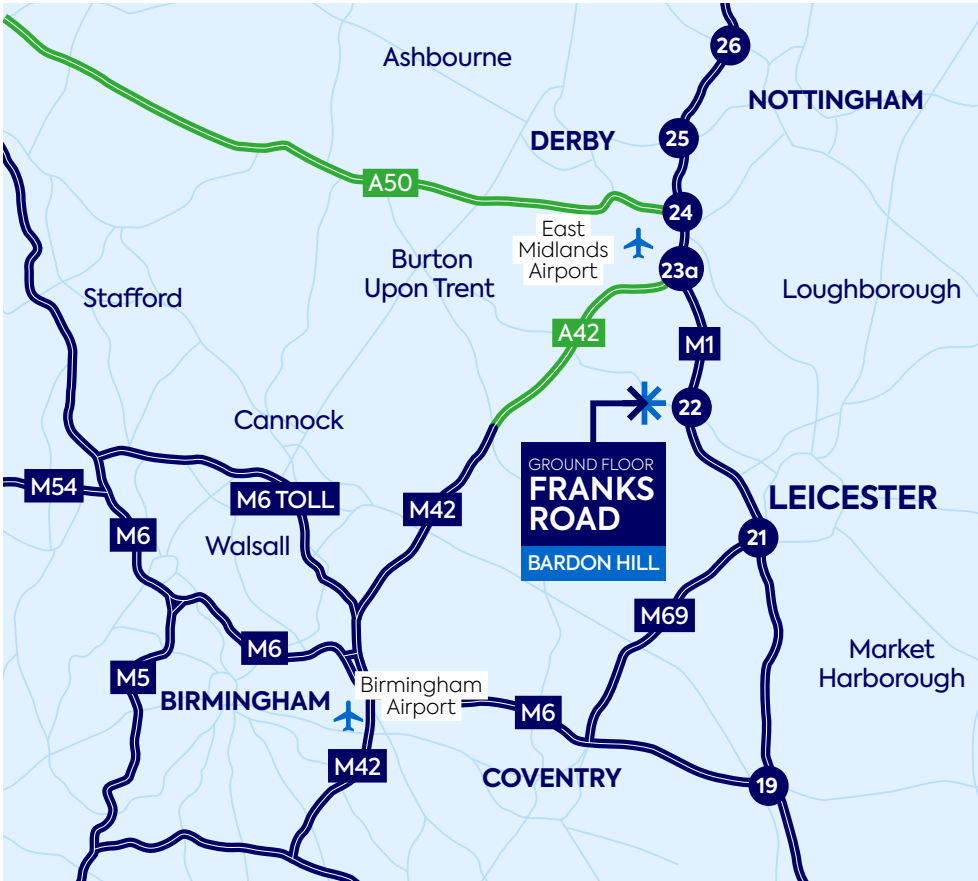 26
Ashbourne
NOTTINGHAM
DERBY
25
A50
24
East
Midlands
Airport
23a
Burton
Upon Trent
Stafford
Loughborough
A42
M1
22
Cannock
GROUND FLOOR
FRANKS
ROAD
BARDON HILL
M54
M6 TOLL
M42
LEICESTER
M6
Walsall
21
M69
M6
Market
Harborough
M5
BIRMINGHAM
Birmingham
Airport
M6
M42
COVENTRY
19